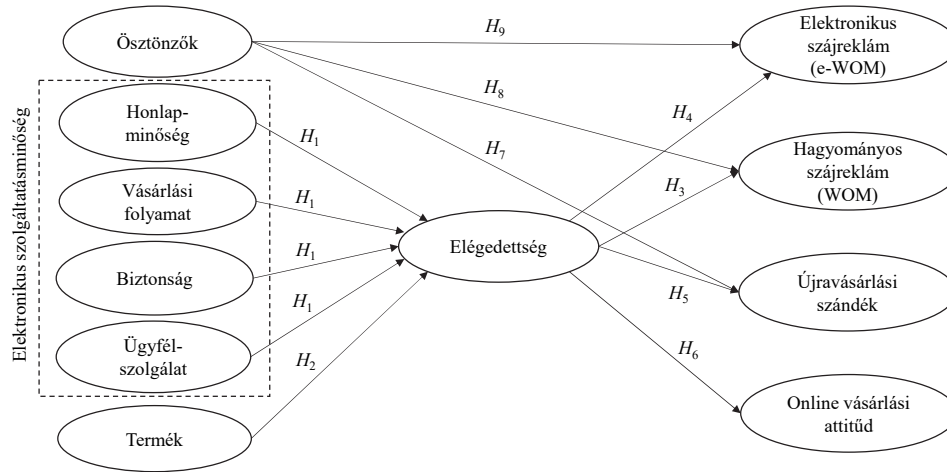 Ösztönzők
Elektronikus szolgáltatásminőség
Honlap-
minőség
Vásárlási
folyamat
Biztonság
Ügyfél-
szolgálat
Termék
H1
H1
H1
H1
H2
Elégedettség
H9
H8
H7
H4
H3
H5
H6
Elektronikus
szájreklám
(e-WOM)
Hagyományos
szájreklám
(WOM)
Újravásárlási
szándék
Online vásárlási
attitűd